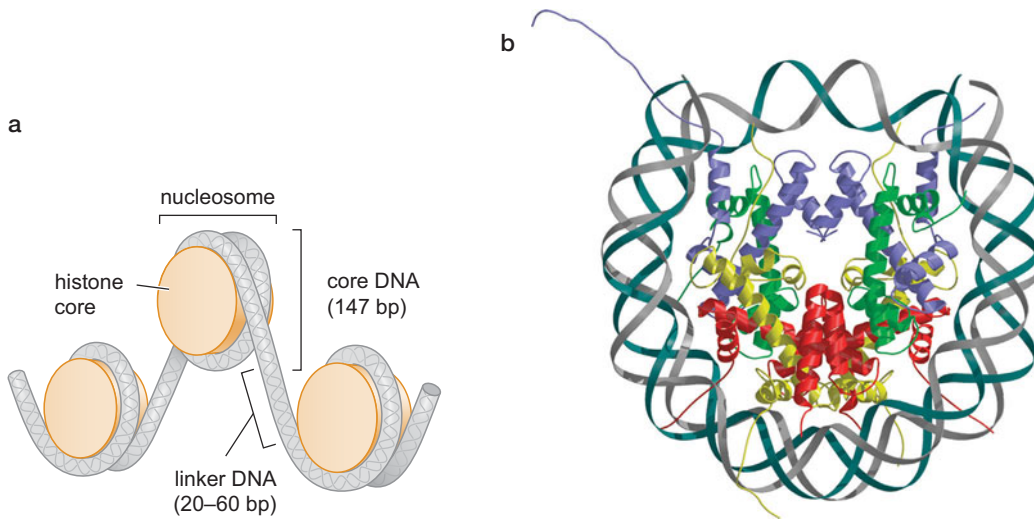 a
nucleosome
histone
core
core DNA
(147 bp)
linker DNA
(20–60 bp)
b